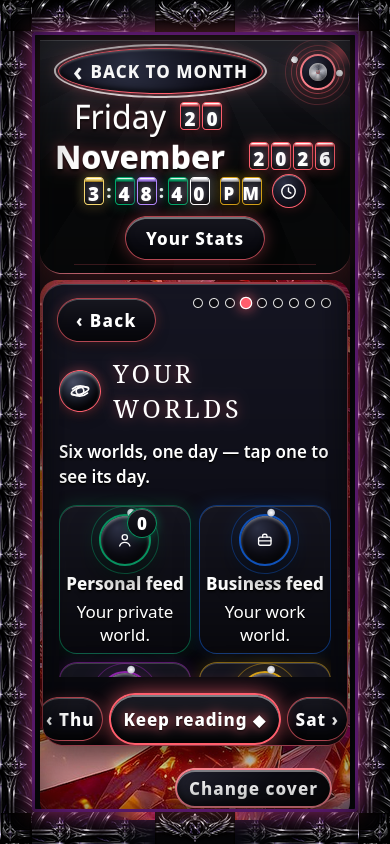 ‹ BACK TO MONTH
Friday 20
November 2026
3:48:40 PM
Your Stats
‹ Back
YOUR
WORLDS
Six worlds, one day — tap one to
see its day.
0
Personal feed
Your private
world.
Business feed
Your work
world.
‹ Thu
Keep reading ◆
Sat ›
Change cover